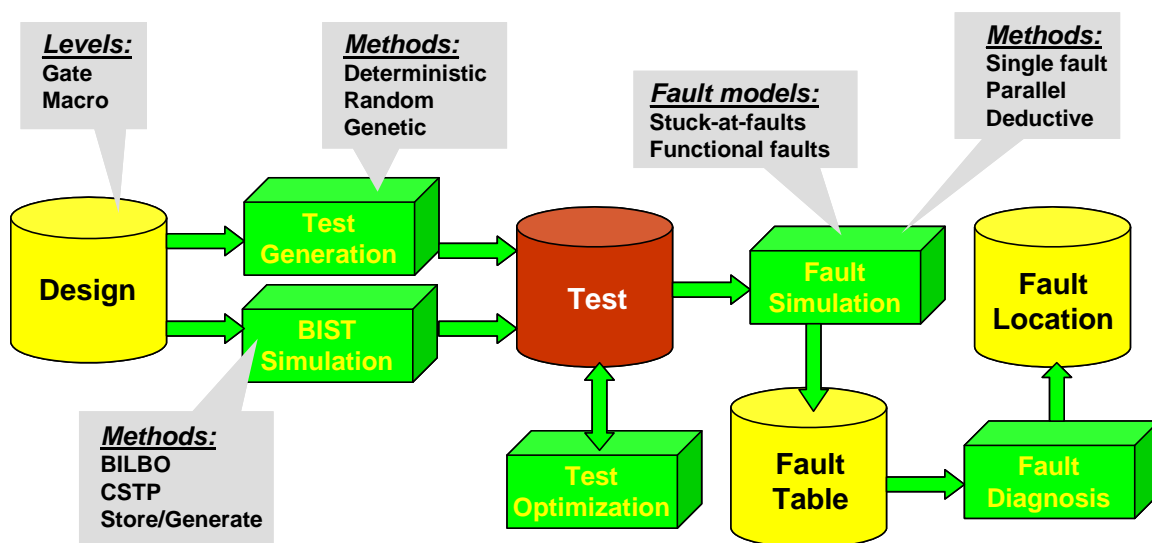 Levels:
Gate
Macro
Methods:
Deterministic
Random
Genetic
Fault models:
Stuck-at-faults
Functional faults
Methods:
Single fault
Parallel
Deductive
Design
Test
Generation
BIST
Simulation
Test
Fault
Simulation
Fault
Location
Methods:
BILBO
CSTP
Store/Generate
Test
Optimization
Fault
Table
Fault
Diagnosis